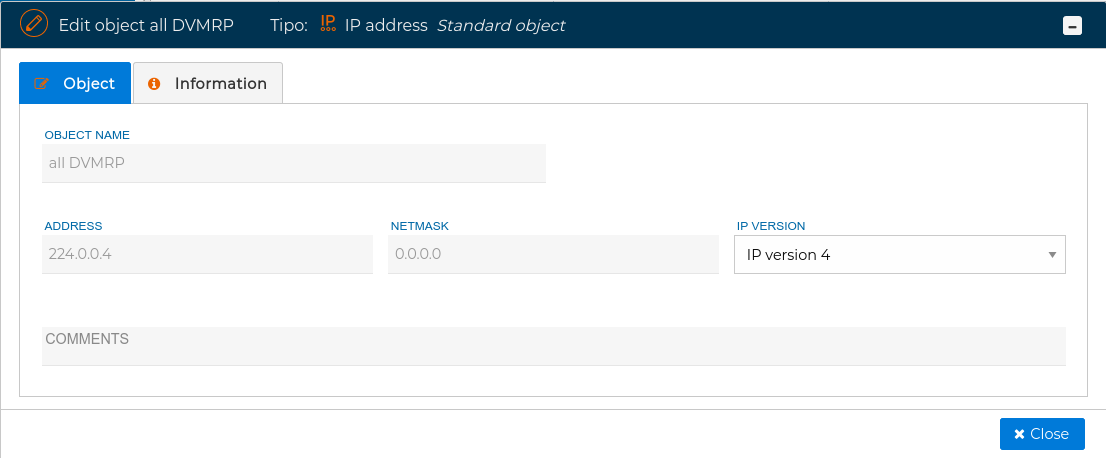 Edit object all DVMRP Tipo: IP IP address Standard object
Object Information
OBJECT NAME
all DVMRP
ADDRESS NETMASK IP VERSION
224.0.0.4 0.0.0.0 IP version 4
COMMENTS
Close